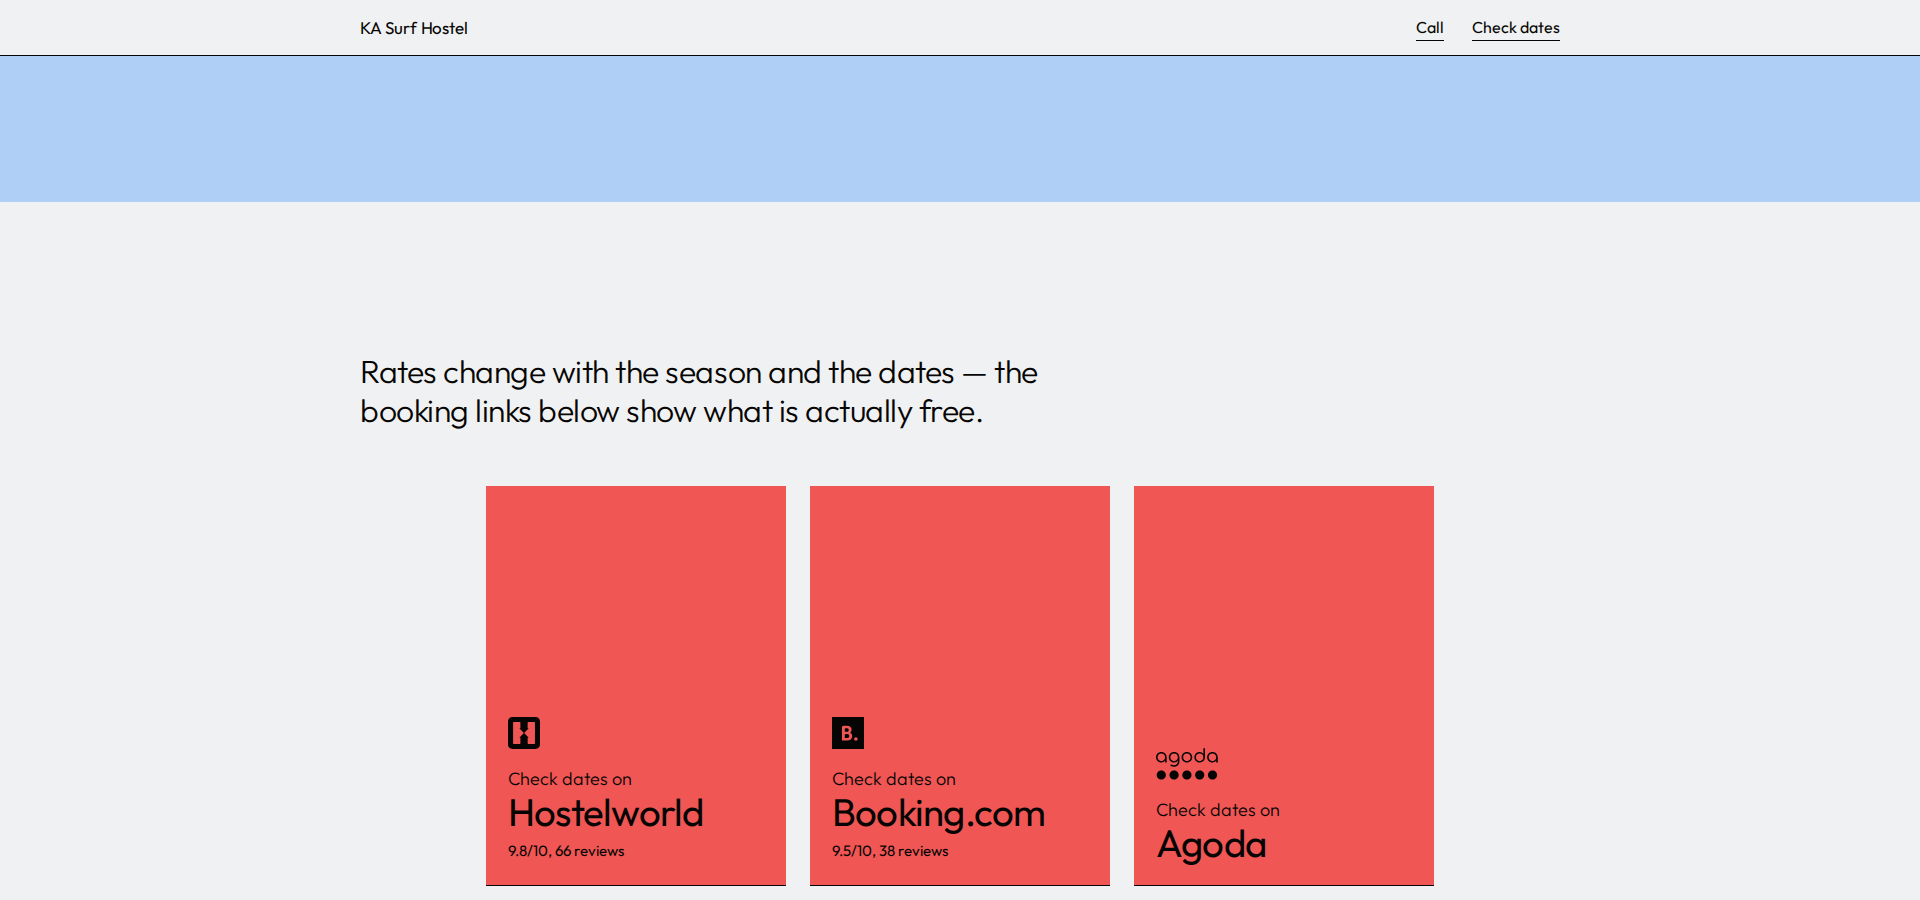 KA Surf Hostel
Call
Check dates
Rates change with the season and the dates — the
booking links below show what is actually free.
Check dates on
Hostelworld
9.8/10, 66 reviews
B.
Check dates on
Booking.com
9.5/10, 38 reviews
agoda
Check dates on
Agoda